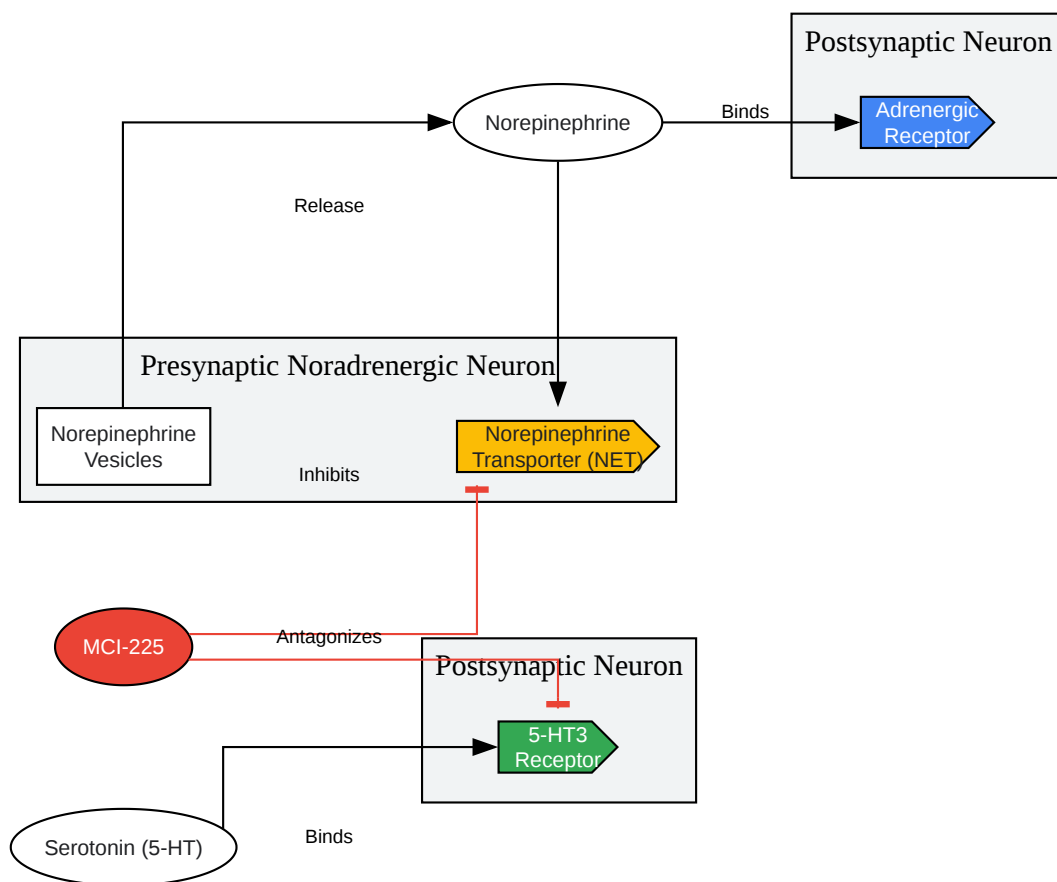 Postsynaptic Neuron
Norepinephrine
Binds
Adrenergic
Receptor
Release
Presynaptic Noradrenergic Neuron
Norepinephrine
Vesicles
Norepinephrine
Transporter (NET)
Inhibits
MCI-225
Antagonizes
Postsynaptic Neuron
5-HT3
Receptor
Serotonin (5-HT)
Binds